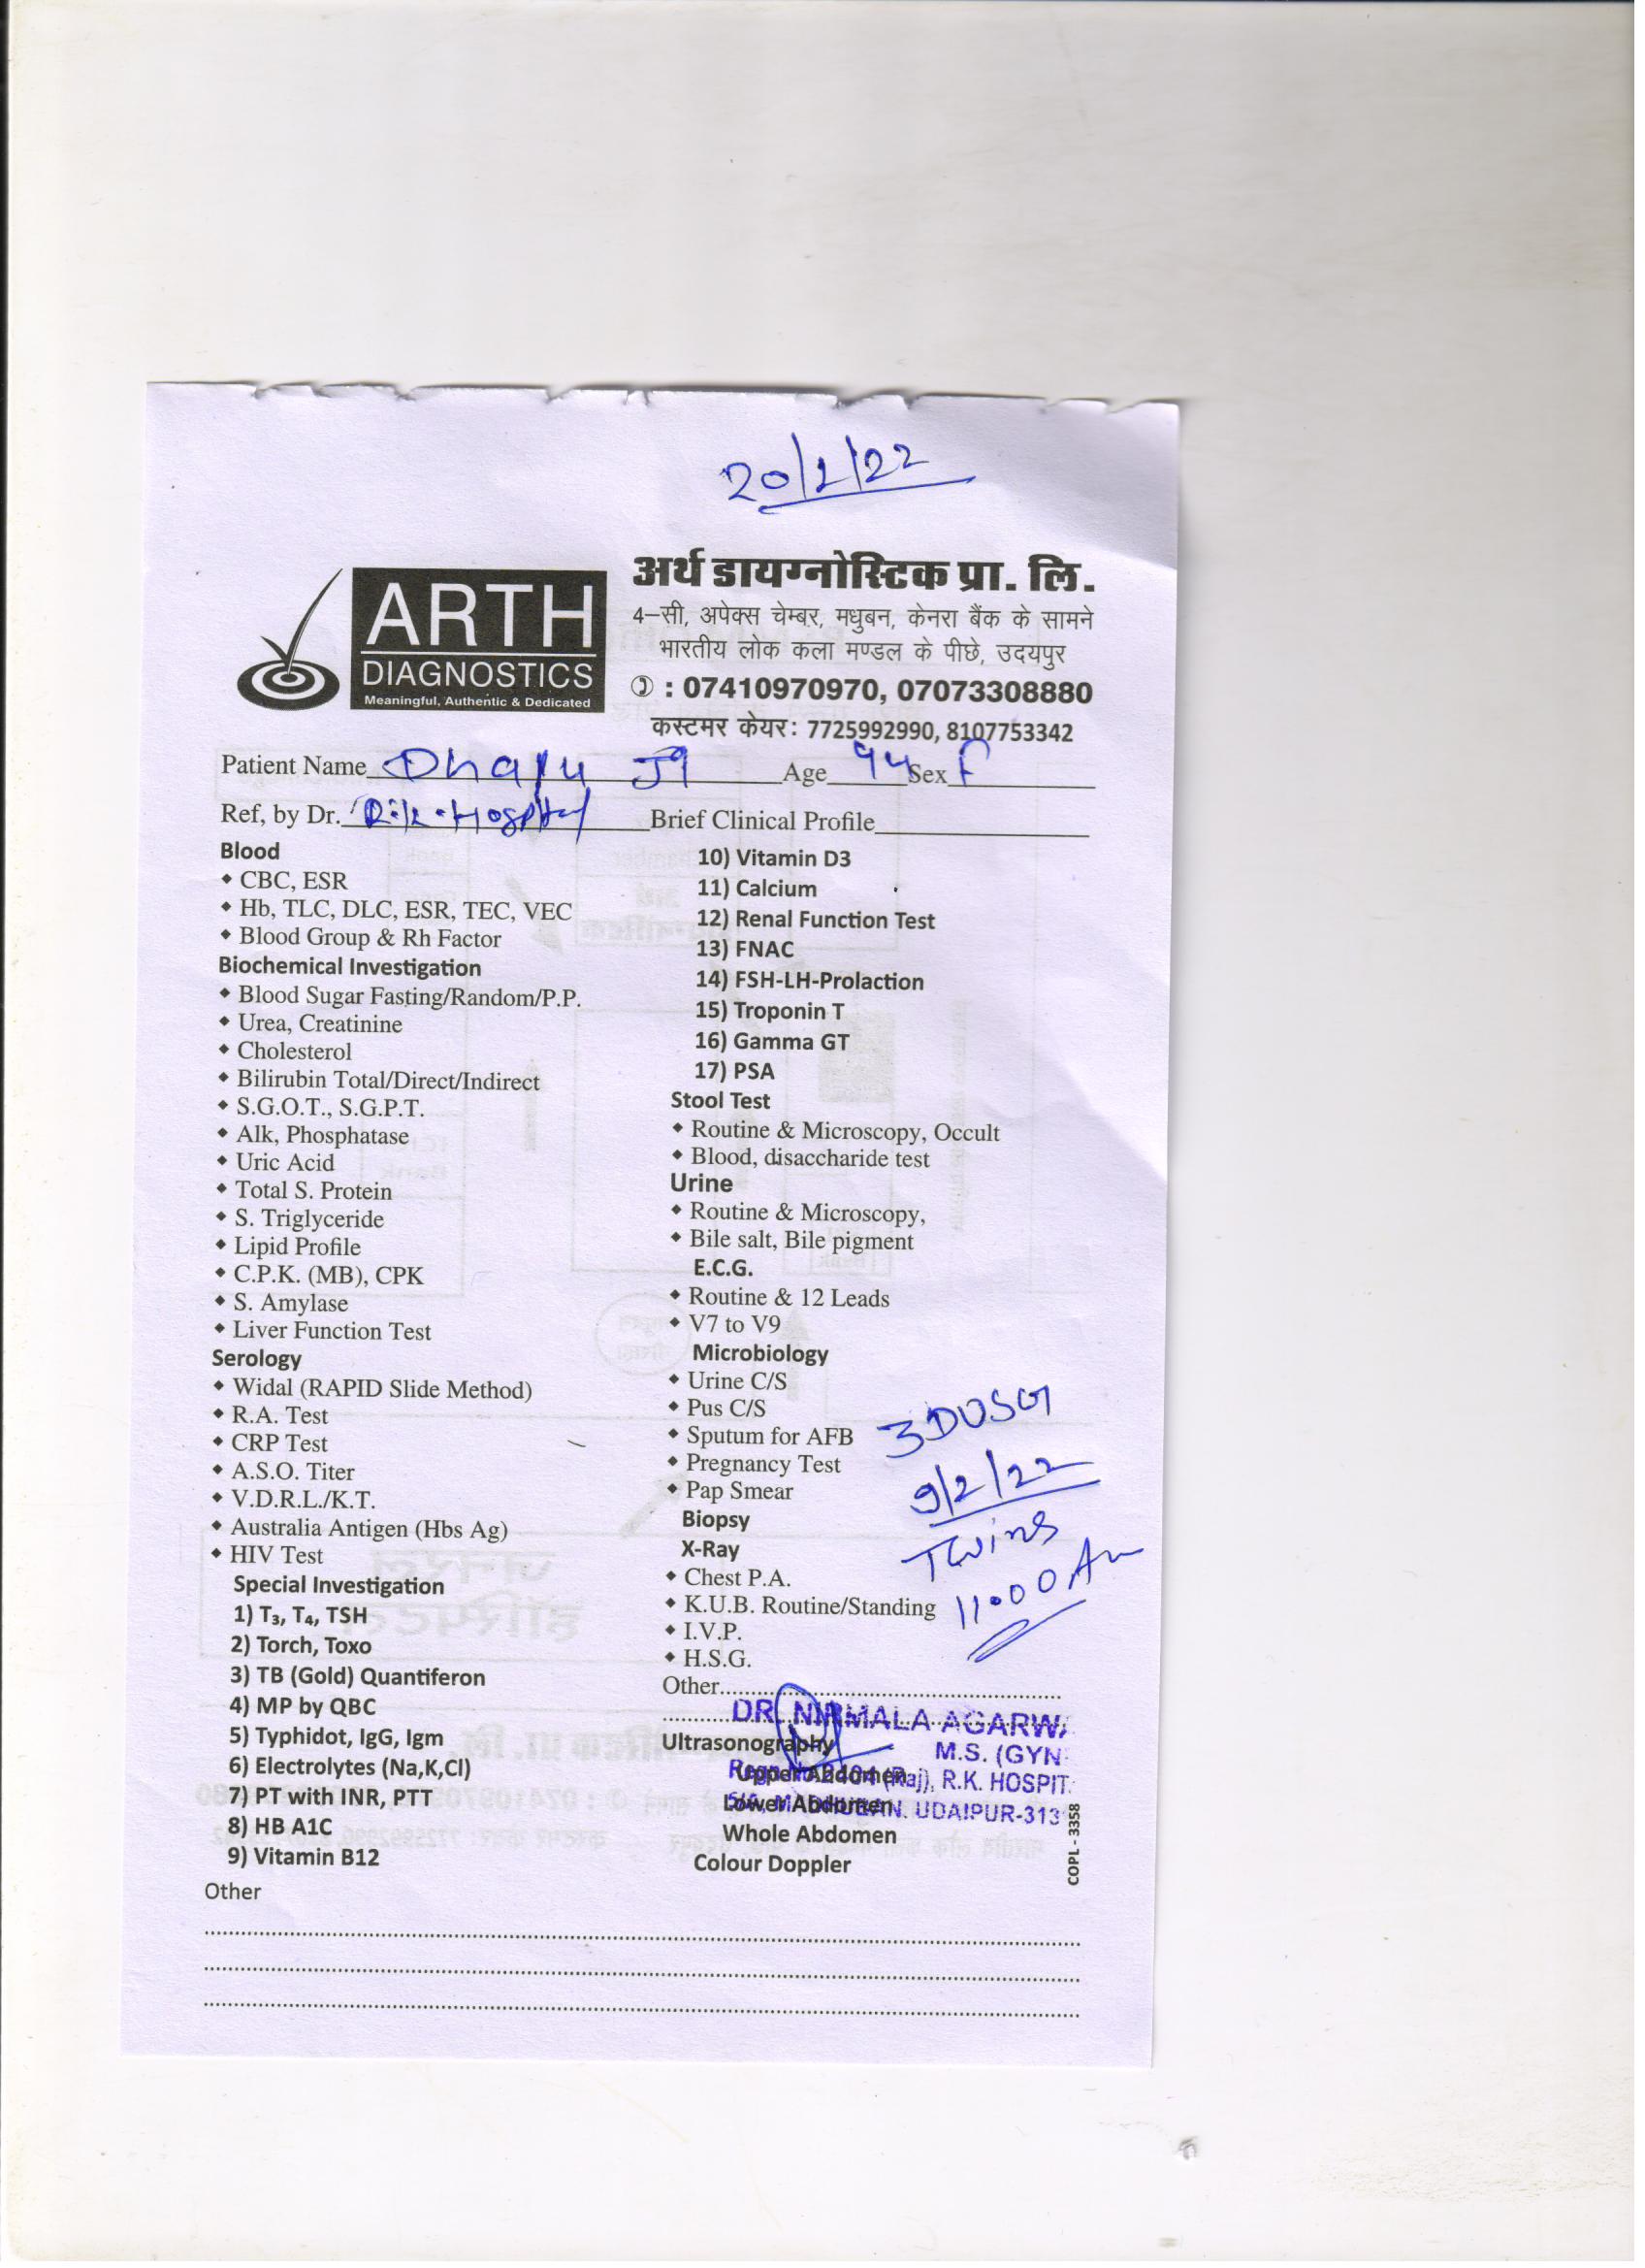 20/1/22
ARTH
DIAGNOSTICS
Meaningful, Authentic & Dedicated
अर्थ डायग्नोस्टिक प्रा. लि.
4-सी, अपेक्स चेम्बर, मधुबन, केनरा बैंक के सामने
भारतीय लोक कला मण्डल के पीछे, उदयपुर
: 07410970970, 07073308880
कस्टमर केयर: 7725992990, 8107753342
Patient Name Age Sex F
Ref, by Dr. Hospital Brief Clinical Profile
Blood
CBC, ESR
Hb, TLC, DLC, ESR, TEC, VEC
Blood Group & Rh Factor
Biochemical Investigation
Blood Sugar Fasting/Random/P.P.
Urea, Creatinine
Cholesterol
Bilirubin Total/Direct/Indirect
S.G.O.T., S.G.P.T.
Alk, Phosphatase
Uric Acid
Total S. Protein
S. Triglyceride
Lipid Profile
C.P.K. (MB), CPK
S. Amylase
Liver Function Test
Serology
Widal (RAPID Slide Method)
R.A. Test
CRP Test
A.S.O. Titer
V.D.R.L./K.T.
Australia Antigen (Hbs Ag)
HIV Test
Special Investigation
1) T₃, T₄, TSH
2) Torch, Toxo
3) TB (Gold) Quantiferon
4) MP by QBC
5) Typhidot, IgG, Igm
6) Electrolytes (Na,K,Cl)
7) PT with INR, PTT
8) HB A1C
9) Vitamin B12
Other
10) Vitamin D3
11) Calcium
12) Renal Function Test
13) FNAC
14) FSH-LH-Prolaction
15) Troponin T
16) Gamma GT
17) PSA
Stool Test
Routine & Microscopy, Occult
Blood, disaccharide test
Urine
Routine & Microscopy,
Bile salt, Bile pigment
E.C.G.
Routine & 12 Leads
V7 to V9
Microbiology
Urine C/S
Pus C/S
Sputum for AFB
Pregnancy Test
Pap Smear
Biopsy
X-Ray
Chest P.A.
K.U.B. Routine/Standing
I.V.P.
H.S.G.
Other
3DUSG
9/2/22
Twins
11.00 Am
DR. NIRMALA AGARWA
M.S. (GYN
(Raj), R.K. HOSPIT
UDAIPUR-313
Ultrasonography
Upper Abdomen
Lower Abdomen
Whole Abdomen
Colour Doppler
COPL - 3358